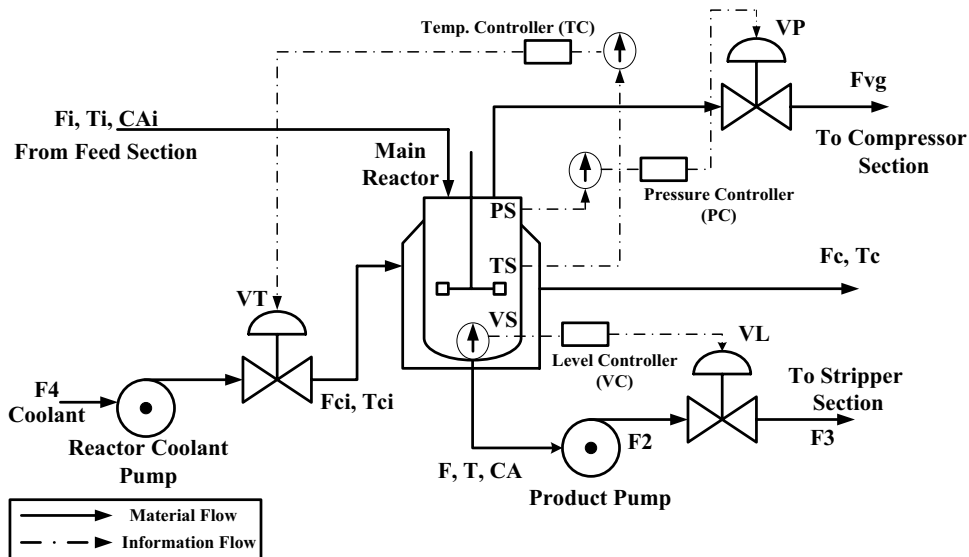 Temp. Controller (TC)
VP
Fi, Ti, CAi
From Feed Section
Main
Reactor
Fvg
To Compressor
Section
PS
Pressure Controller
(PC)
TS
Fc, Tc
VT
VS
VL
Level Controller
(VC)
F4
Coolant
Fci, Tci
To Stripper
Section
Reactor Coolant
Pump
F2
F3
F, T, CA
Product Pump
Material Flow
Information Flow